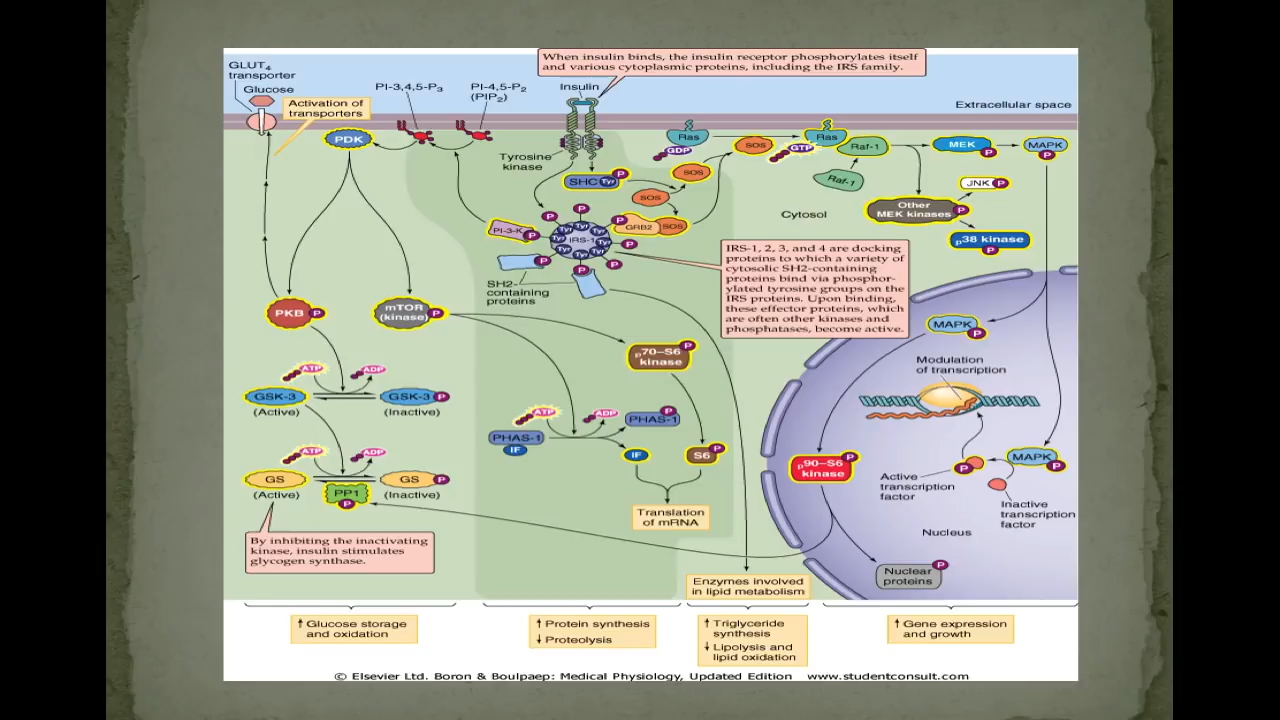 When insulin binds, the insulin receptor phosphorylates itself
and various cytoplasmic proteins, including the IRS family.
GLUT4
transporter
Glucose
Activation of
transporters
PI-3,4,5-P3
PI-4,5-P2
(PIP2)
Insulin
Extracellular space
PDK
Tyrosine
kinase
Ras
GDP
SOS
Ras
GTP
Raf-1
MEK
P
MAPK
P
SHC
Tyr
P
SOS
SOS
Raf-1
Cytosol
Other
MEK kinases
P
JNK
P
p38 kinase
P
PI-3-K
P
P
P
P
GRB2
SOS
IRS-1
Tyr
Tyr
Tyr
Tyr
Tyr
Tyr
Tyr
Tyr
P
P
P
P
SH2-
containing
proteins
IRS-1, 2, 3, and 4 are docking
proteins to which a variety of
cytosolic SH2-containing
proteins bind via phosphor-
ylated tyrosine groups on the
IRS proteins. Upon binding,
these effector proteins, which
are often other kinases and
phosphatases, become active.
PKB
P
mTOR
(kinase)
P
p70–S6
kinase
P
MAPK
P
Modulation
of transcription
ATP
ADP
GSK-3
(Active)
GSK-3
P
(Inactive)
ATP
ADP
PHAS-1
P
PHAS-1
IF
IF
S6
P
ATP
ADP
GS
(Active)
GS
P
(Inactive)
PP1
P
Translation
of mRNA
p90–S6
kinase
P
MAPK
P
P
Active
transcription
factor
Inactive
transcription
factor
Nucleus
Nuclear
proteins
P
By inhibiting the inactivating
kinase, insulin stimulates
glycogen synthase.
Enzymes involved
in lipid metabolism
↑ Glucose storage
and oxidation
↑ Protein synthesis
↓ Proteolysis
↑ Triglyceride
synthesis
↓ Lipolysis and
lipid oxidation
↑ Gene expression
and growth
© Elsevier Ltd. Boron & Boulpaep: Medical Physiology, Updated Edition www.studentconsult.com